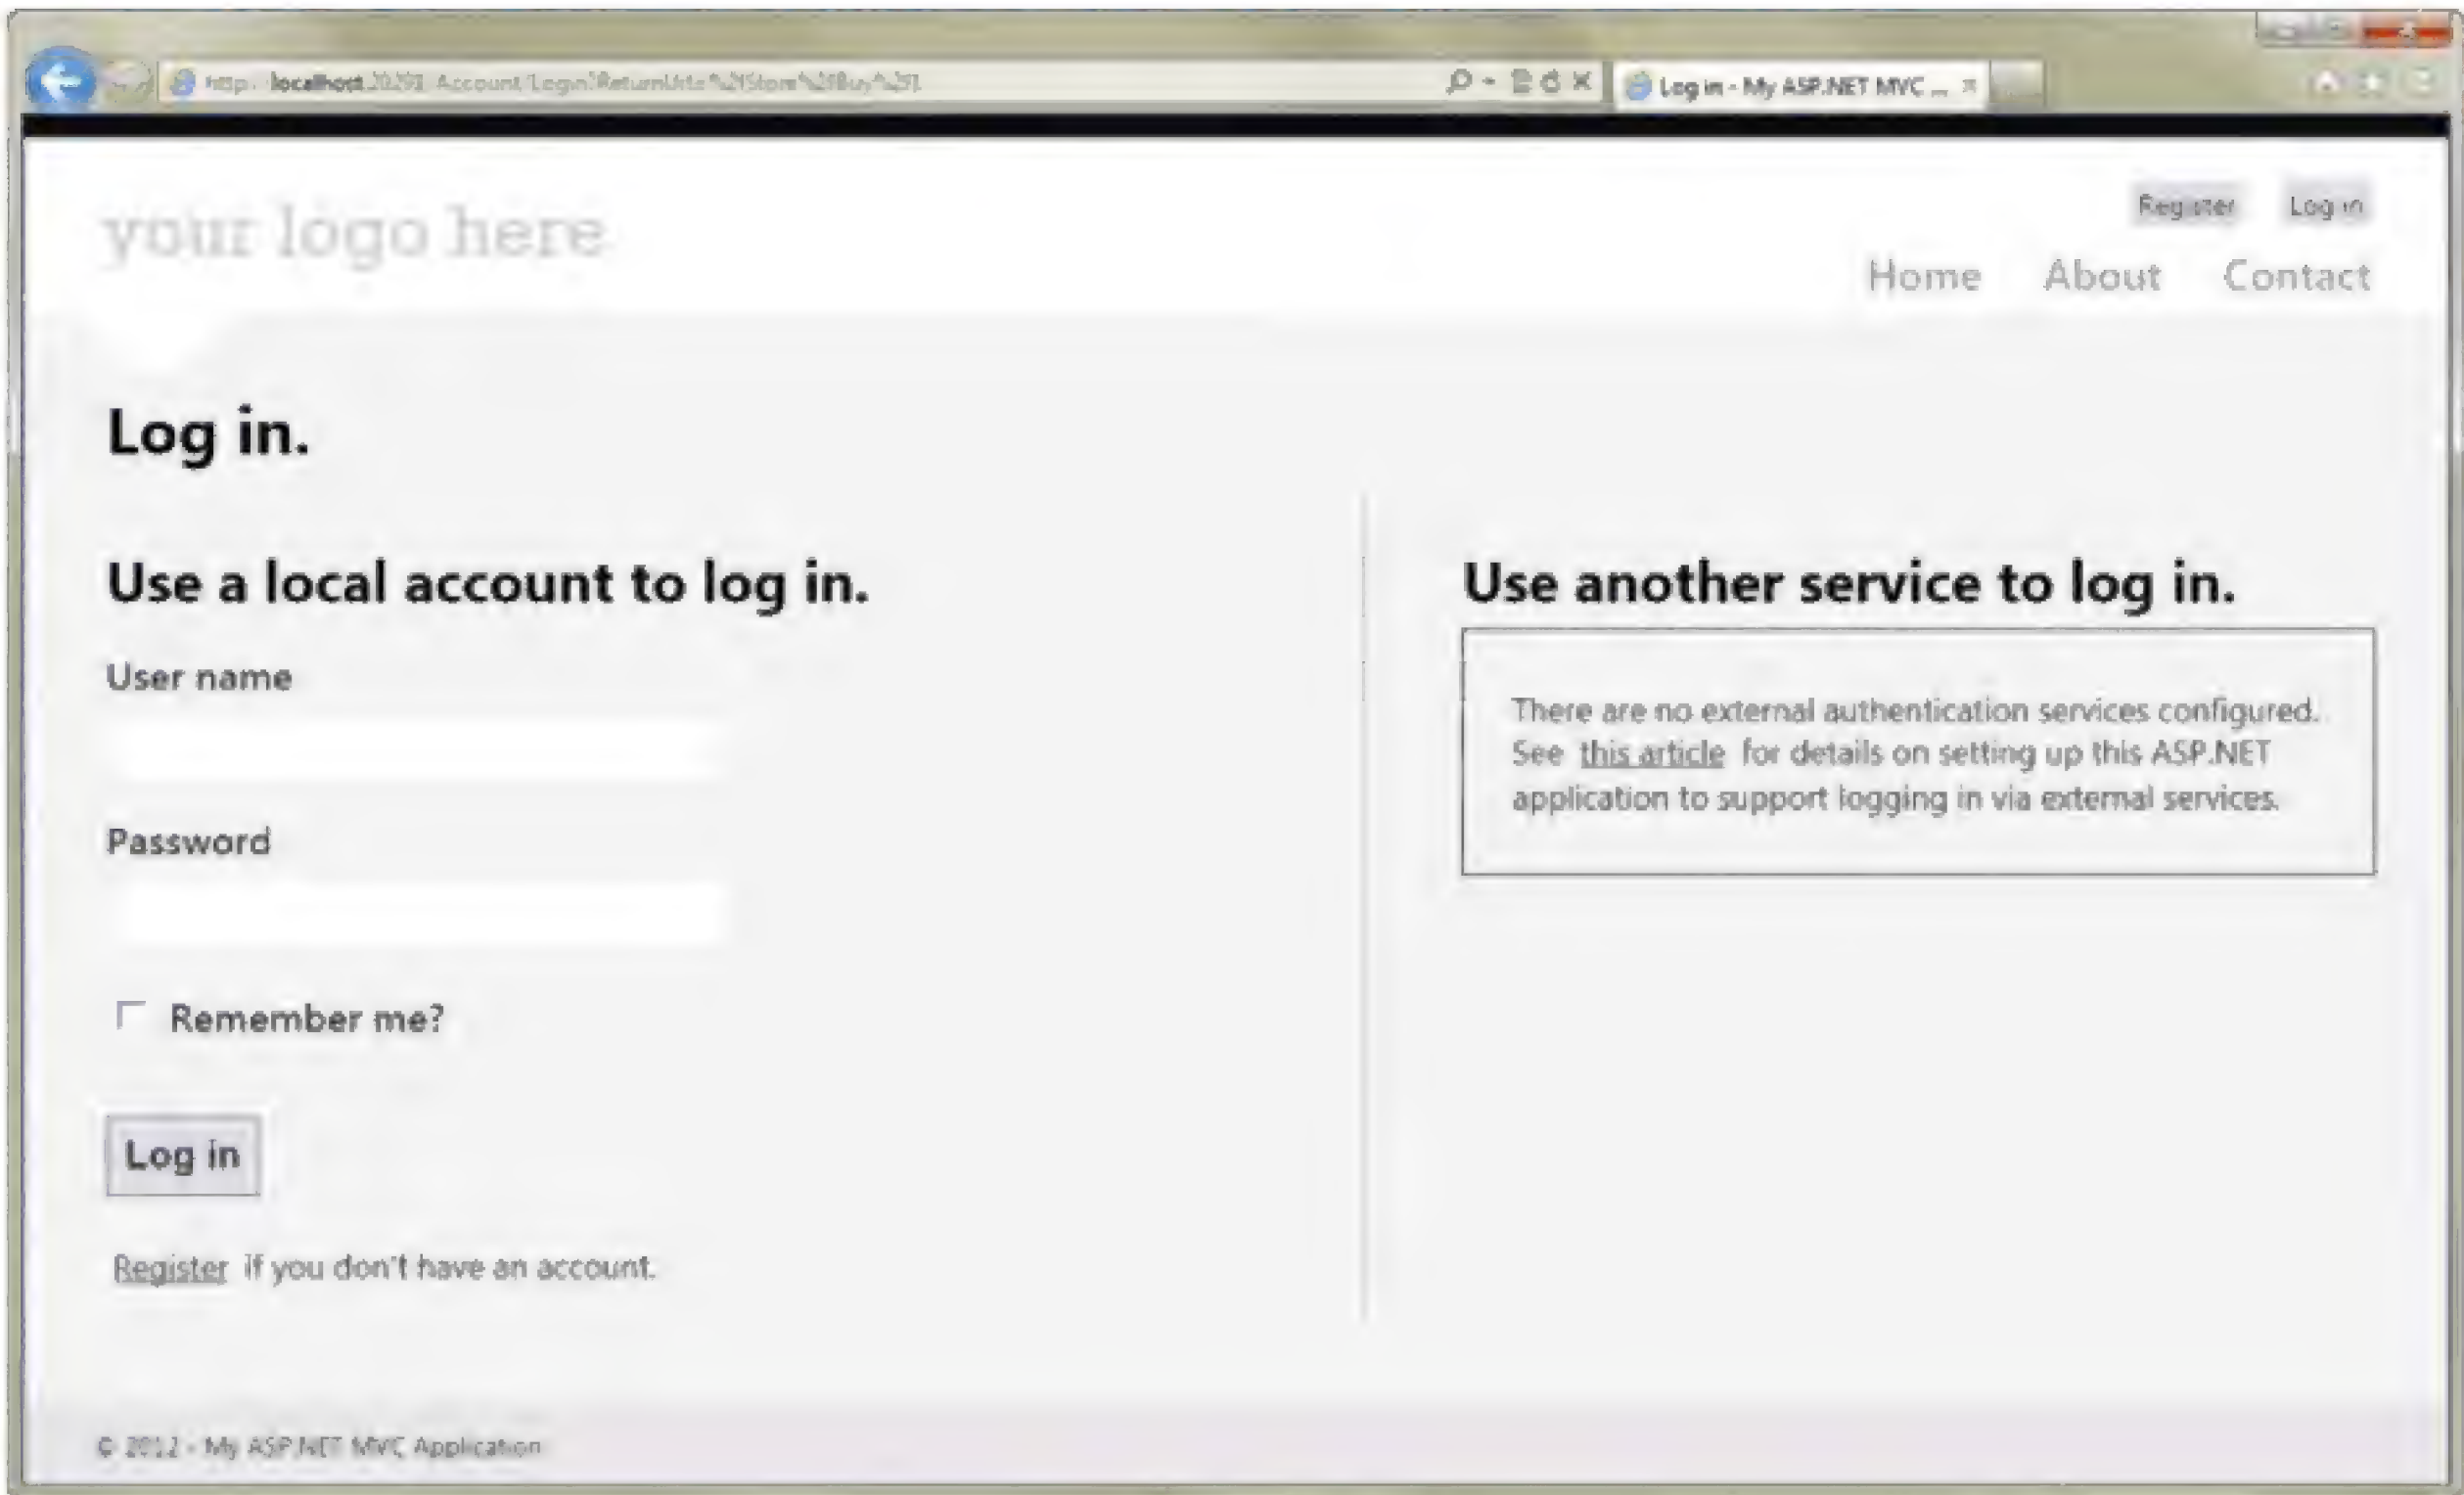 localhost
Log in - My ASP.NET MVC ...
your logo here
Register Log in
Home About Contact
Log in.
Use a local account to log in.
User name
Password
Remember me?
Log in
Register if you don't have an account.
Use another service to log in.
There are no external authentication services configured.
See this article for details on setting up this ASP.NET
application to support logging in via external services.
© 2012 - My ASP.NET MVC Application